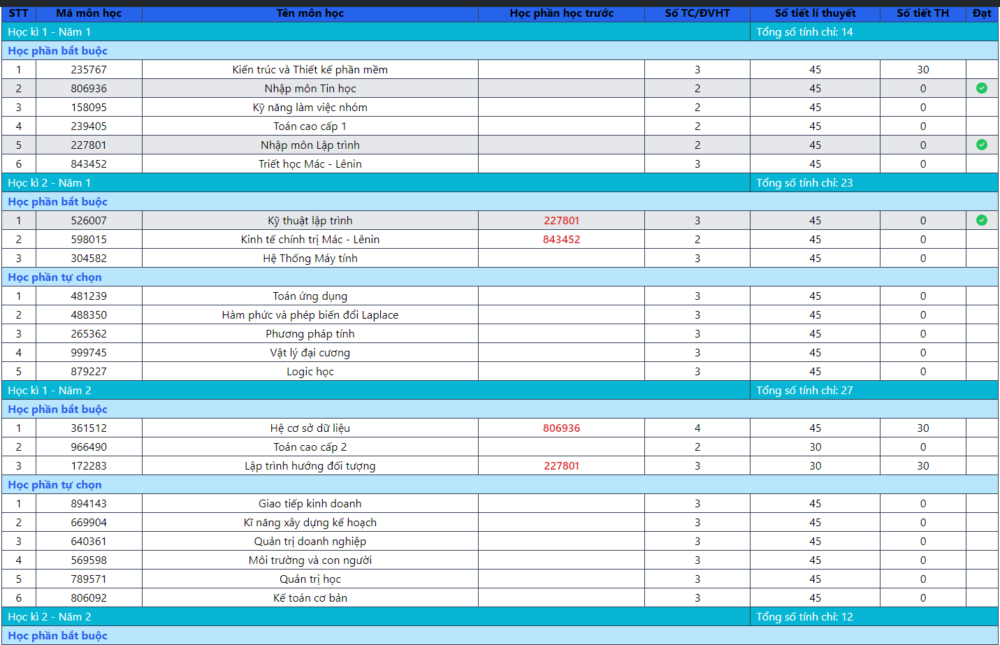 STT Mã môn học Tên môn học Học phần học trước Số TC/ĐVHT Số tiết lí thuyết Số tiết TH Đạt
Học kì 1 - Năm 1 Tổng số tính chỉ: 14
Học phần bắt buộc
1 235767 Kiến trúc và Thiết kế phần mềm 3 45 30
2 806936 Nhập môn Tin học 2 45 0
3 158095 Kỹ năng làm việc nhóm 2 45 0
4 239405 Toán cao cấp 1 2 45 0
5 227801 Nhập môn Lập trình 2 45 0
6 843452 Triết học Mác - Lênin 3 45 0
Học kì 2 - Năm 1 Tổng số tính chỉ: 23
Học phần bắt buộc
1 526007 Kỹ thuật lập trình 227801 3 45 0
2 598015 Kinh tế chính trị Mác - Lênin 843452 2 45 0
3 304582 Hệ Thống Máy tính 3 45 0
Học phần tự chọn
1 481239 Toán ứng dụng 3 45 0
2 488350 Hàm phức và phép biến đổi Laplace 3 45 0
3 265362 Phương pháp tính 3 45 0
4 999745 Vật lý đại cương 3 45 0
5 879227 Logic học 3 45 0
Học kì 1 - Năm 2 Tổng số tính chỉ: 27
Học phần bắt buộc
1 361512 Hệ cơ sở dữ liệu 806936 4 45 30
2 966490 Toán cao cấp 2 2 30 0
3 172283 Lập trình hướng đối tượng 227801 3 30 30
Học phần tự chọn
1 894143 Giao tiếp kinh doanh 3 45 0
2 669904 Kĩ năng xây dựng kế hoạch 3 45 0
3 640361 Quản trị doanh nghiệp 3 45 0
4 569598 Môi trường và con người 3 45 0
5 789571 Quản trị học 3 45 0
6 806092 Kế toán cơ bản 3 45 0
Học kì 2 - Năm 2 Tổng số tính chỉ: 12
Học phần bắt buộc